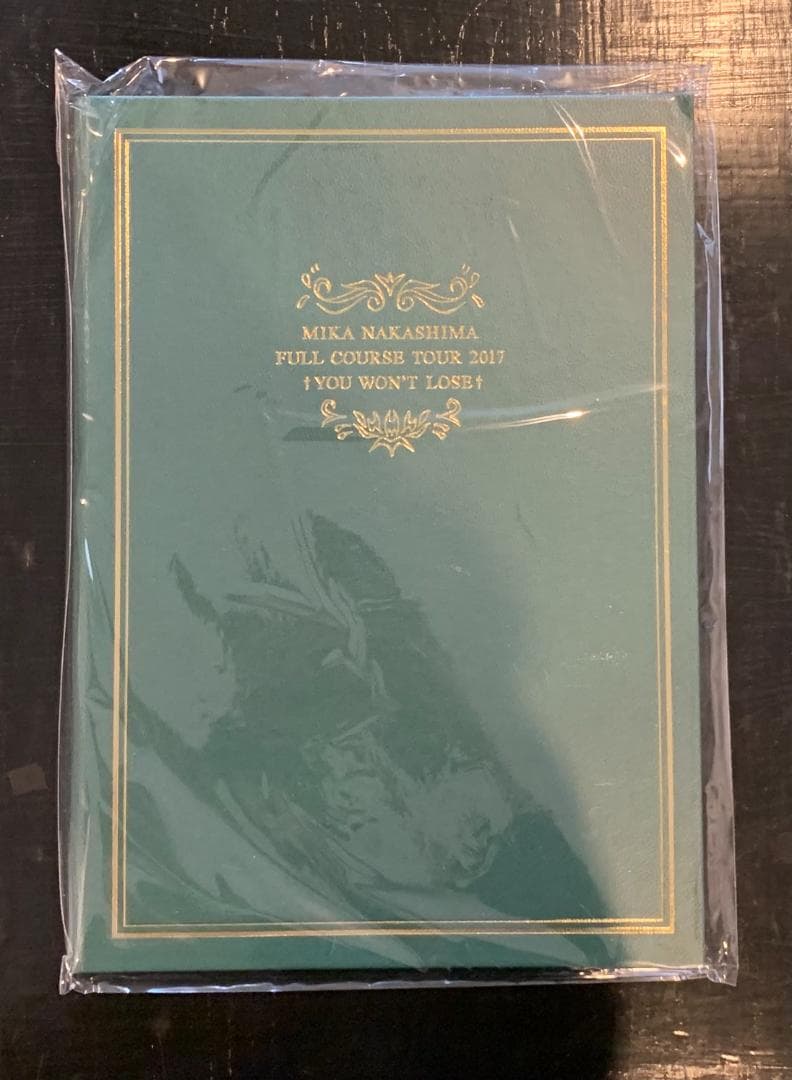 MIKA NAKASHIMA
FULL COURSE TOUR 2017
†YOU WON'T LOSE†